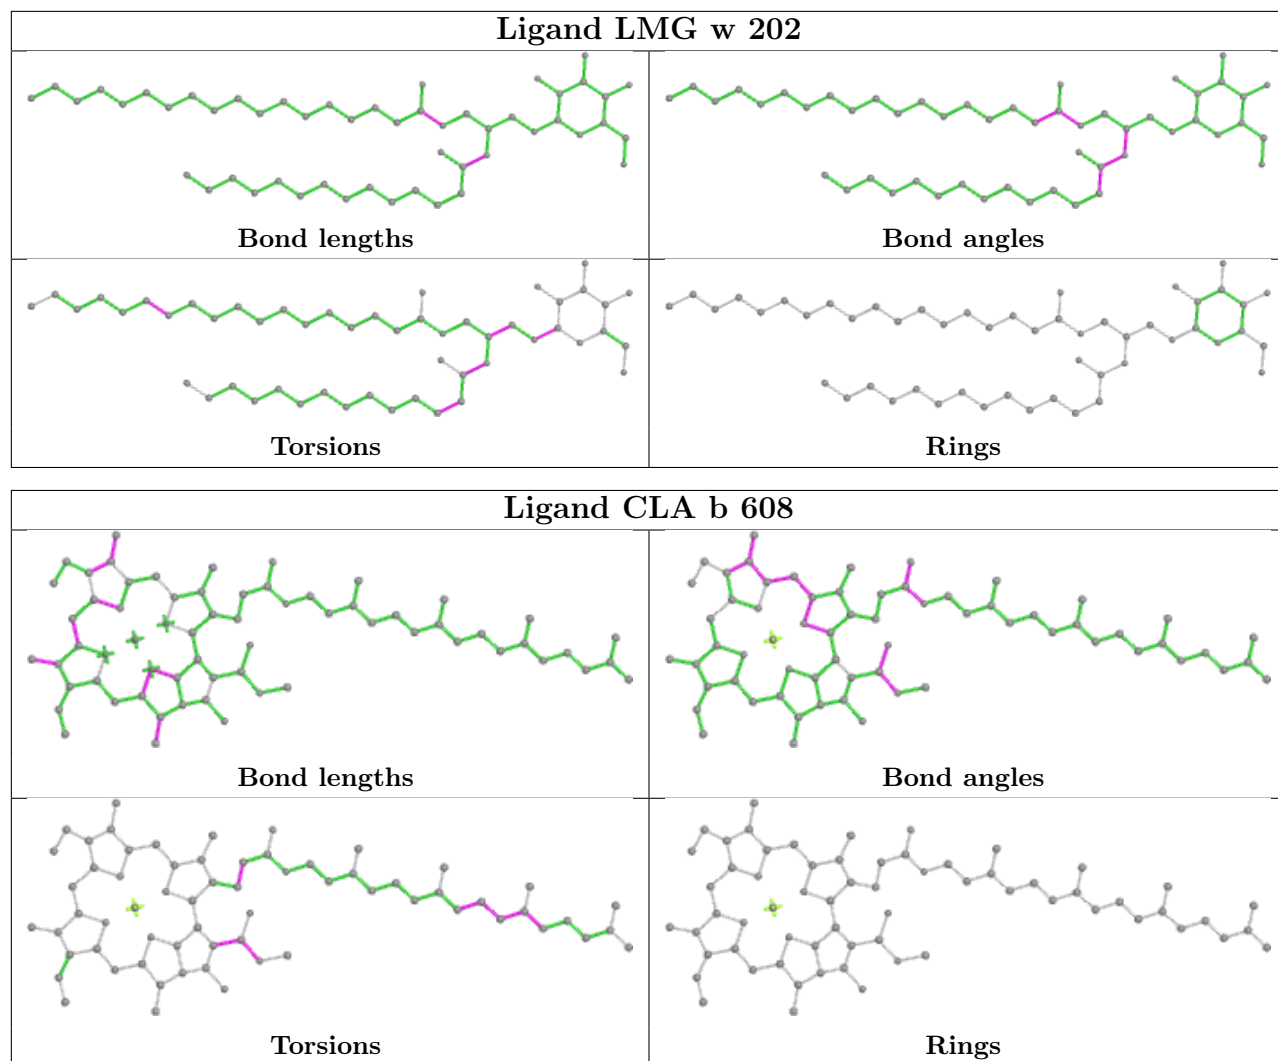 Ligand LMG w 202
Bond lengths
Bond angles
Torsions
Rings
Ligand CLA b 608
Bond lengths
Bond angles
Torsions
Rings